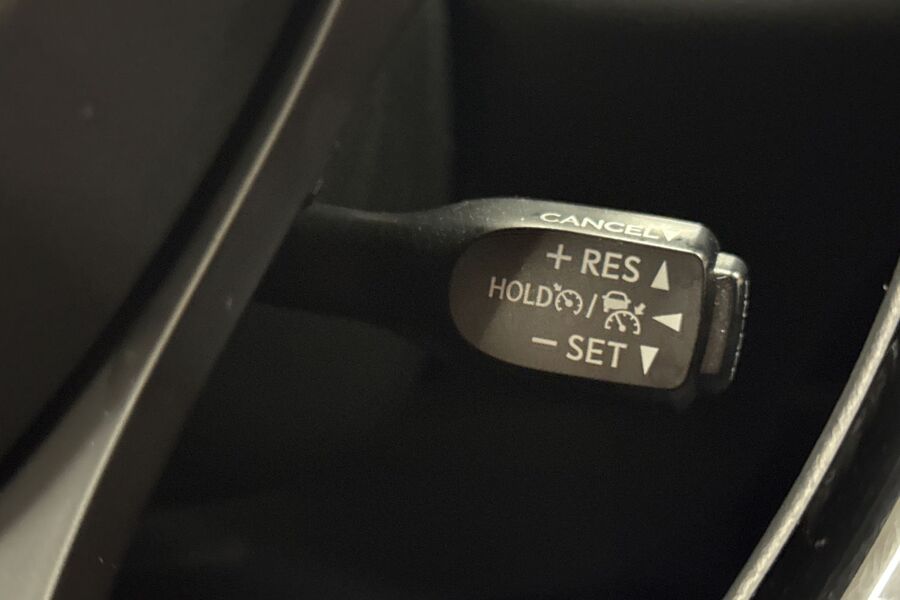 CANCEL▼
+ RES ▲
HOLD / ◀
− SET ▼